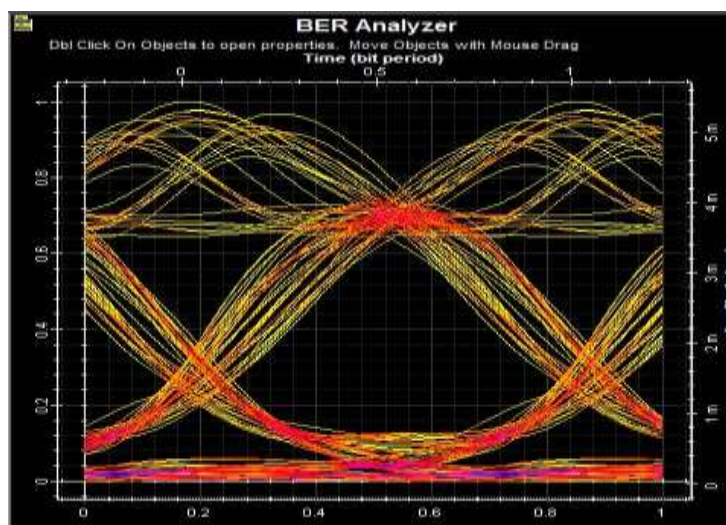 BER Analyzer
Dbl Click On Objects to open properties. Move Objects with Mouse Drag
Time (bit period)
0 0.5 1
1
5m
0.8
4m
0.6
3m
0.4
2m
0.2
1m
0
0
0 0.2 0.4 0.6 0.8 1